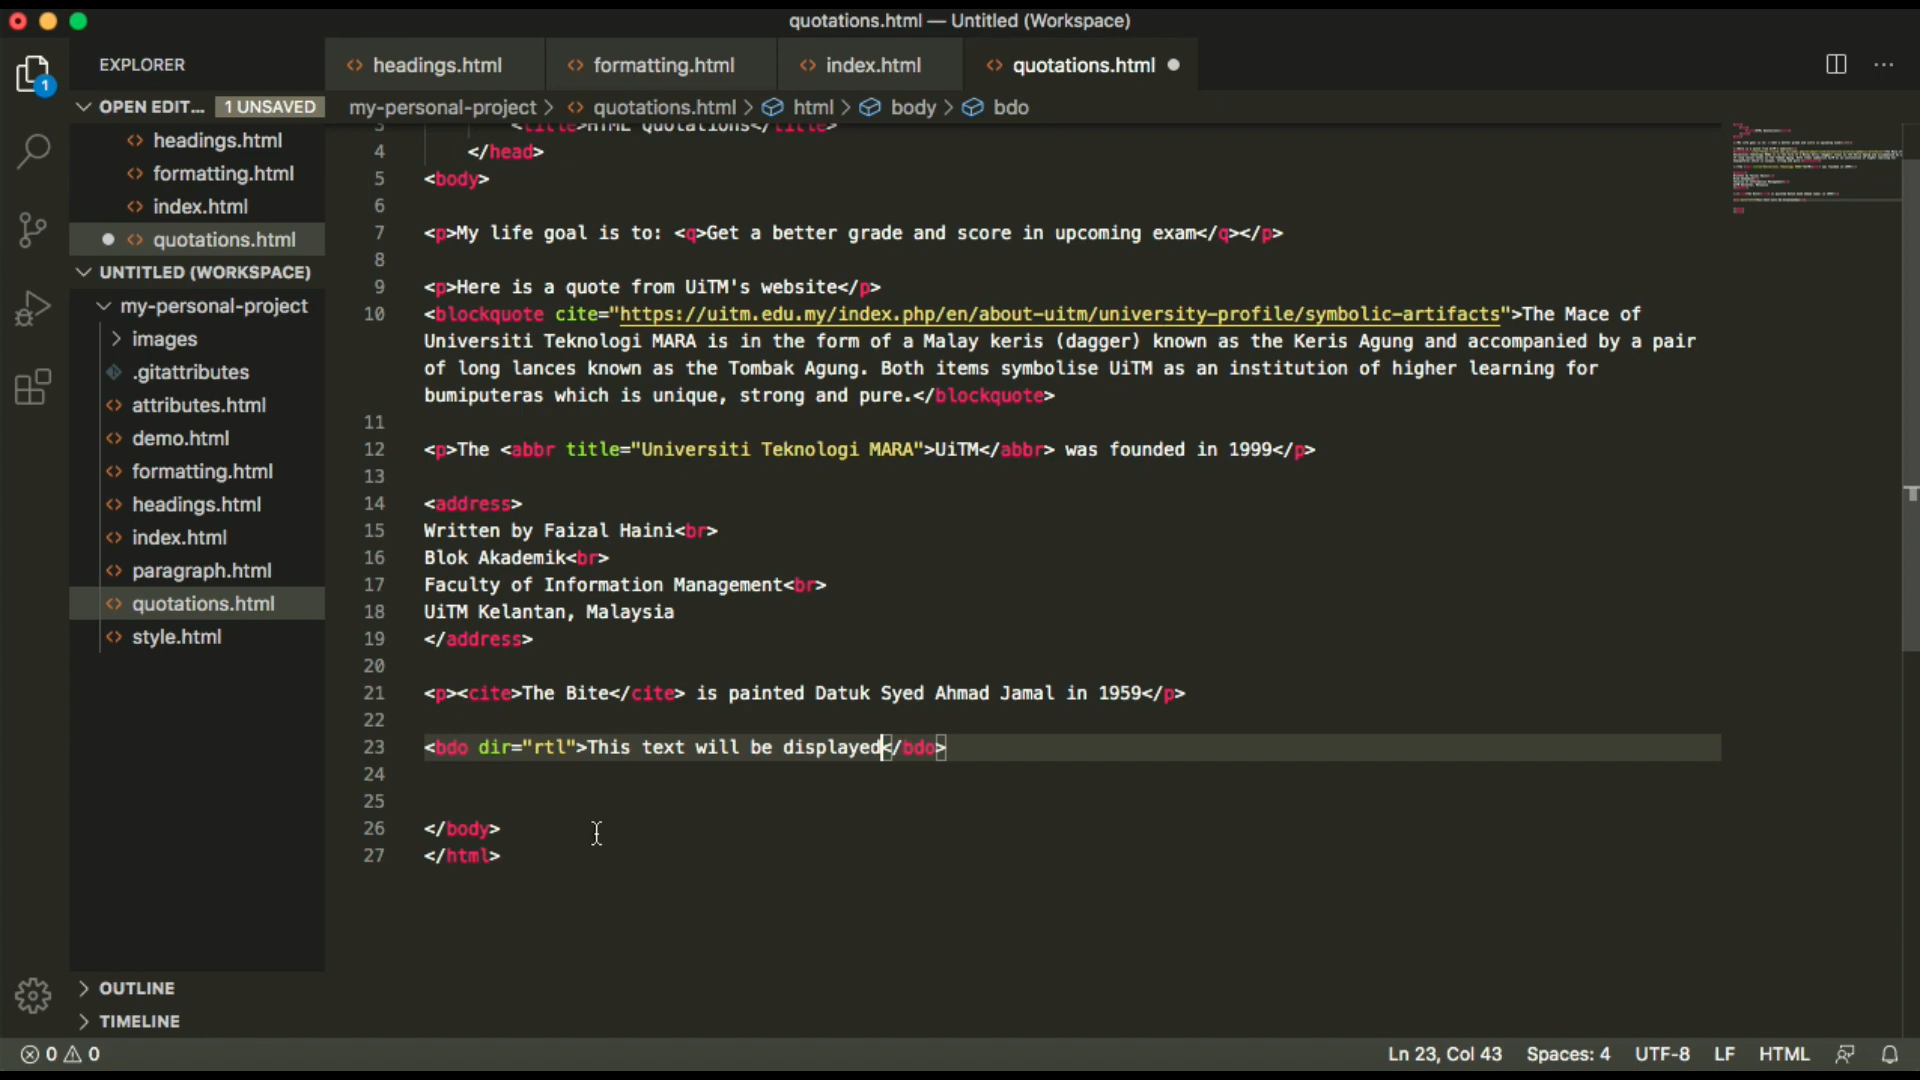 quotations.html — Untitled (Workspace)
EXPLORER
headings.html
formatting.html
index.html
quotations.html
OPEN EDIT... 1 UNSAVED
my-personal-project > quotations.html > html > body > bdo
headings.html
formatting.html
index.html
quotations.html
UNTITLED (WORKSPACE)
my-personal-project
images
.gitattributes
attributes.html
demo.html
formatting.html
headings.html
index.html
paragraph.html
quotations.html
style.html
OUTLINE
TIMELINE
3 <title>HTML Quotations</title>
4 </head>
5 <body>
6
7 <p>My life goal is to: <q>Get a better grade and score in upcoming exam</q></p>
8
9 <p>Here is a quote from UiTM's website</p>
10 <blockquote cite="https://uitm.edu.my/index.php/en/about-uitm/university-profile/symbolic-artifacts">The Mace of
Universiti Teknologi MARA is in the form of a Malay keris (dagger) known as the Keris Agung and accompanied by a pair
of long lances known as the Tombak Agung. Both items symbolise UiTM as an institution of higher learning for
bumiputeras which is unique, strong and pure.</blockquote>
11
12 <p>The <abbr title="Universiti Teknologi MARA">UiTM</abbr> was founded in 1999</p>
13
14 <address>
15 Written by Faizal Haini<br>
16 Blok Akademik<br>
17 Faculty of Information Management<br>
18 UiTM Kelantan, Malaysia
19 </address>
20
21 <p><cite>The Bite</cite> is painted Datuk Syed Ahmad Jamal in 1959</p>
22
23 <bdo dir="rtl">This text will be displayed</bdo>
24
25
26 </body>
27 </html>
0 0
Ln 23, Col 43 Spaces: 4 UTF-8 LF HTML
1